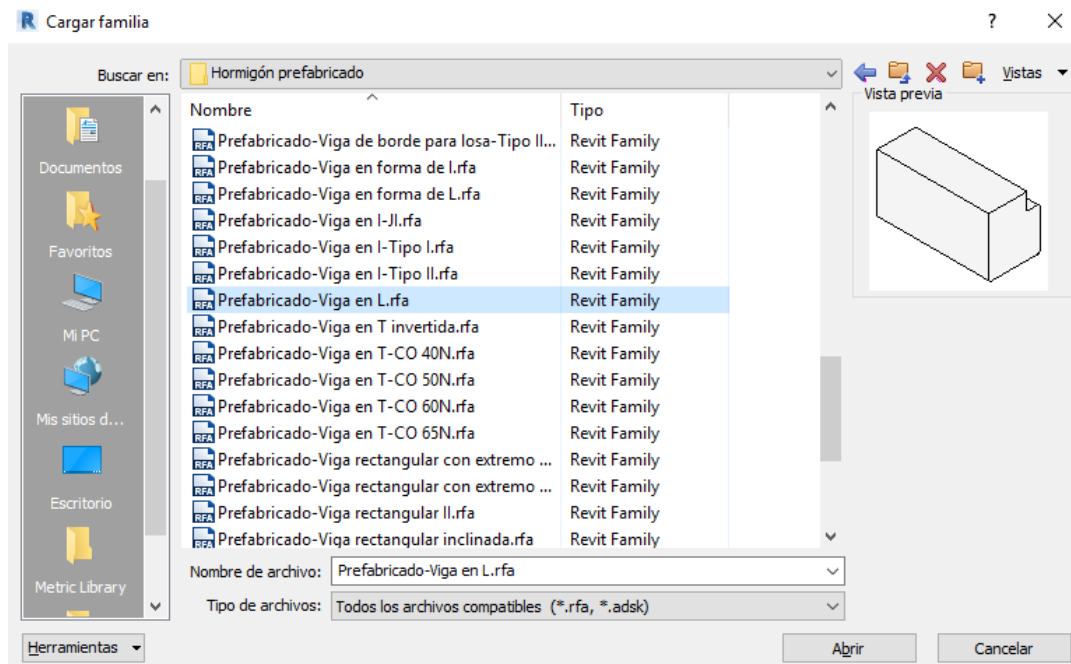 Cargar familia
Buscar en: Hormigón prefabricado Vistas
Vista previa
Nombre Tipo
Prefabricado-Viga de borde para losa-Tipo II... Revit Family
Prefabricado-Viga en forma de I.rfa Revit Family
Prefabricado-Viga en forma de L.rfa Revit Family
Prefabricado-Viga en I-JI.rfa Revit Family
Prefabricado-Viga en I-Tipo I.rfa Revit Family
Prefabricado-Viga en I-Tipo II.rfa Revit Family
Prefabricado-Viga en L.rfa Revit Family
Prefabricado-Viga en T invertida.rfa Revit Family
Prefabricado-Viga en T-CO 40N.rfa Revit Family
Prefabricado-Viga en T-CO 50N.rfa Revit Family
Prefabricado-Viga en T-CO 60N.rfa Revit Family
Prefabricado-Viga en T-CO 65N.rfa Revit Family
Prefabricado-Viga rectangular con extremo ... Revit Family
Prefabricado-Viga rectangular con extremo ... Revit Family
Prefabricado-Viga rectangular II.rfa Revit Family
Prefabricado-Viga rectangular inclinada.rfa Revit Family
Documentos
Favoritos
Mi PC
Mis sitios d...
Escritorio
Metric Library
Nombre de archivo: Prefabricado-Viga en L.rfa
Tipo de archivos: Todos los archivos compatibles (*.rfa, *.adsk)
Herramientas Abrir Cancelar